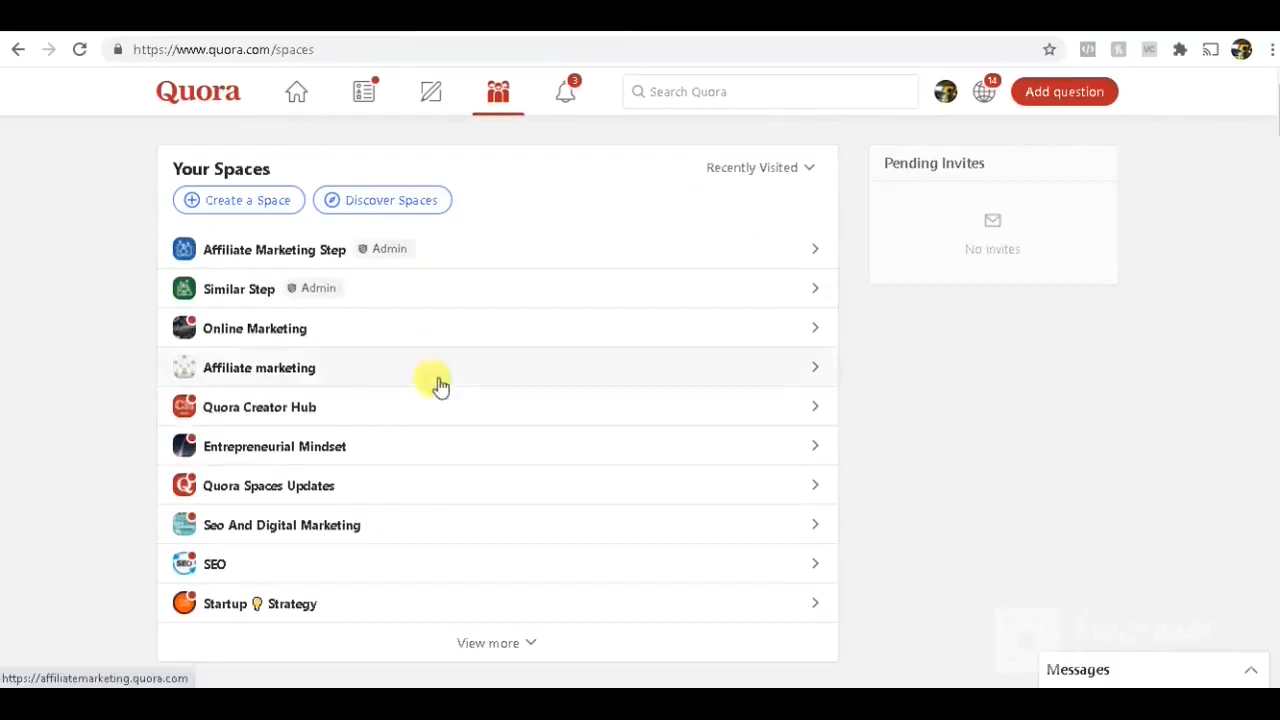 https://www.quora.com/spaces
VC
Quora
3
Search Quora
14
Add question
Your Spaces
Recently Visited
Create a Space
Discover Spaces
Pending Invites
No invites
Affiliate Marketing Step
Admin
Similar Step
Admin
Online Marketing
Affiliate marketing
Quora Creator Hub
Entrepreneurial Mindset
Quora Spaces Updates
Seo And Digital Marketing
SEO
SEO
Startup 💡 Strategy
View more
https://affiliatemarketing.quora.com
Messages